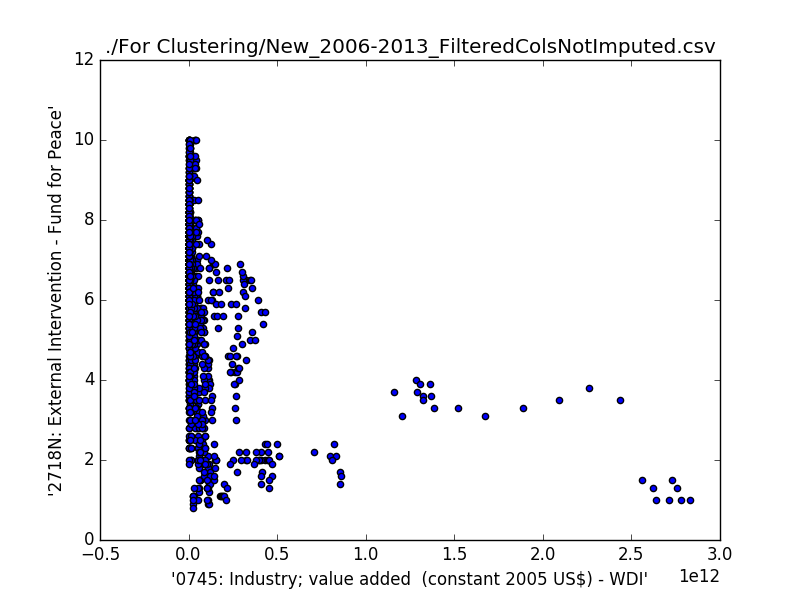 ./For Clustering/New_2006-2013_FilteredColsNotImputed.csv
12
10
8
6
4
2
0
'2718N: External Intervention - Fund for Peace'
−0.5 0.0 0.5 1.0 1.5 2.0 2.5 3.0
'0745: Industry; value added  (constant 2005 US$) - WDI'
1e12